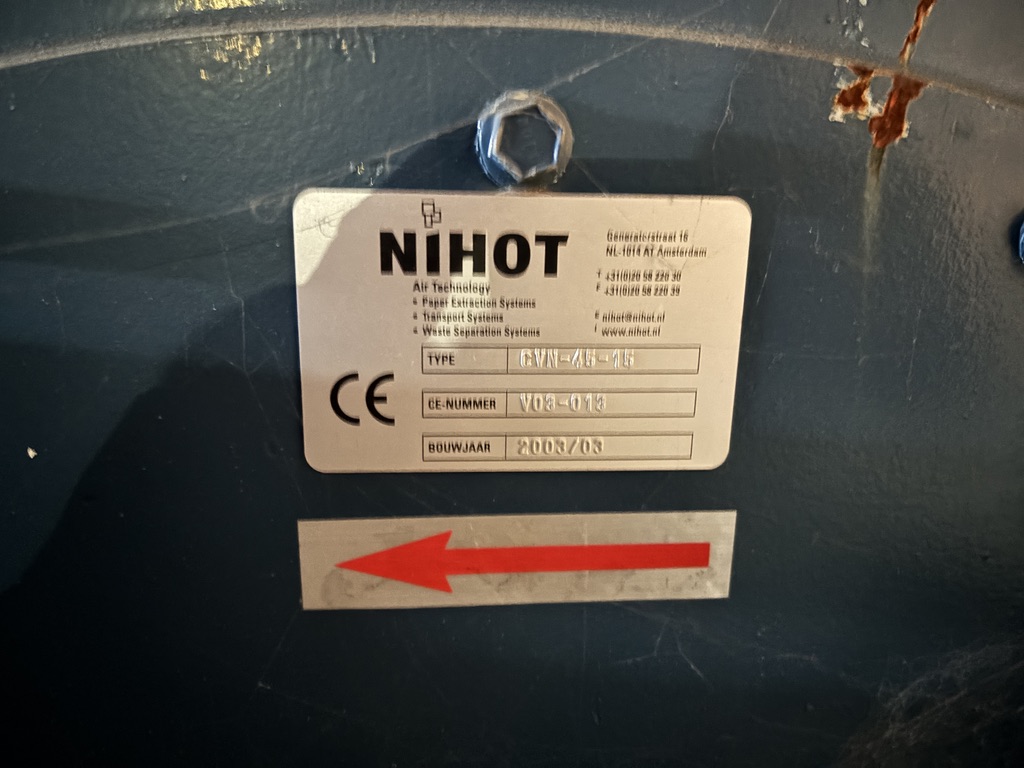 NIHOT
Generatorstraat 16
NL-1014 AT Amsterdam
Air Technology
Paper Extraction Systems
Transport Systems
Waste Separation Systems
T +31(0)20 58 220 30
F +31(0)20 58 220 39
E nihot@nihot.nl
I www.nihot.nl
TYPE CVN-45-15
CE
CE-NUMMER V03-013
BOUWJAAR 2003/03